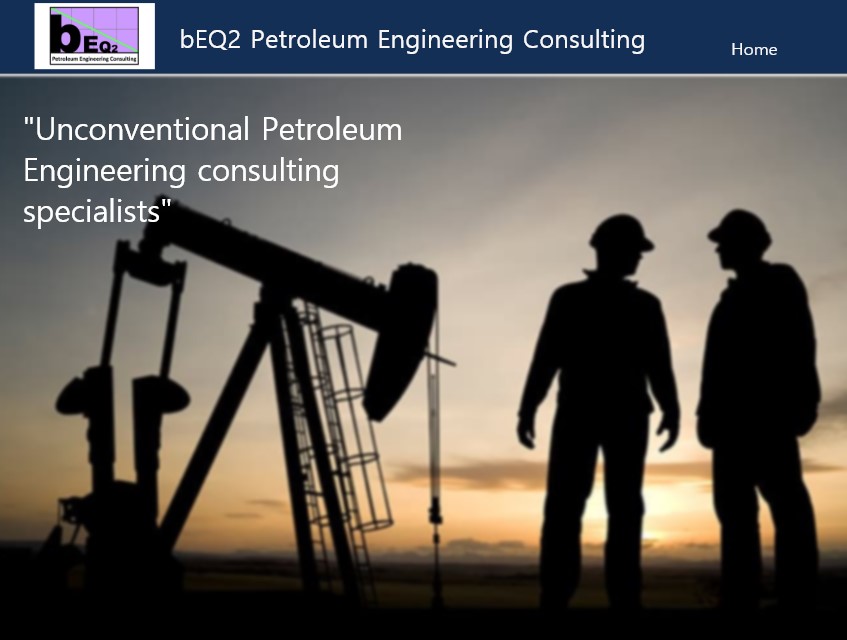 bEQ2
Petroleum Engineering Consulting
bEQ2 Petroleum Engineering Consulting
Home
"Unconventional Petroleum
Engineering consulting
specialists"